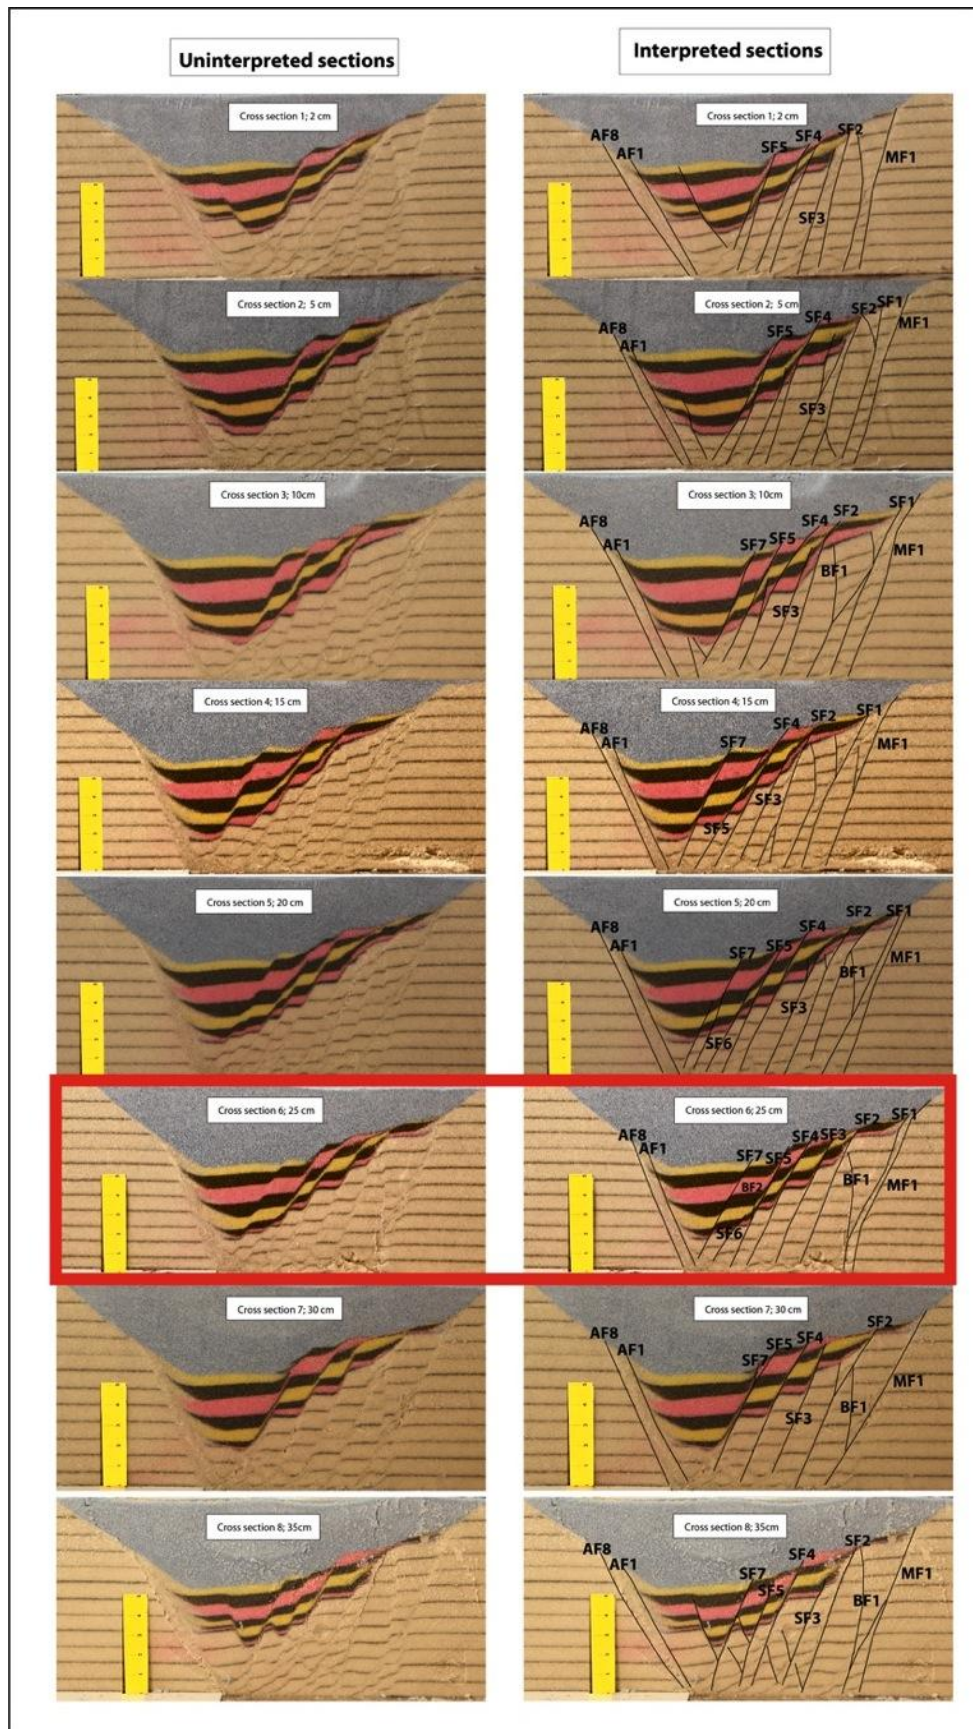 Uninterpreted sections
Interpreted sections
Cross section 1; 2 cm
Cross section 1; 2 cm
AF8
AF1
SF5
SF4
SF2
MF1
SF3
Cross section 2; 5 cm
Cross section 2; 5 cm
AF8
AF1
SF5
SF4
SF2
SF1
MF1
SF3
Cross section 3; 10cm
Cross section 3; 10cm
AF8
AF1
SF7
SF5
SF4
SF2
SF1
MF1
BF1
SF3
Cross section 4; 15 cm
Cross section 4; 15 cm
AF8
AF1
SF7
SF4
SF2
SF1
MF1
SF3
SF5
Cross section 5; 20 cm
Cross section 5; 20 cm
AF8
AF1
SF7
SF5
SF4
SF2
SF1
MF1
BF1
SF3
SF6
Cross section 6; 25 cm
Cross section 6; 25 cm
AF8
AF1
SF7
SF5
SF4
SF3
SF2
SF1
BF1
MF1
BF2
SF6
Cross section 7; 30 cm
Cross section 7; 30 cm
AF8
AF1
SF7
SF5
SF4
SF2
MF1
BF1
SF3
Cross section 8; 35cm
Cross section 8; 35cm
AF8
AF1
SF7
SF5
SF4
SF2
MF1
BF1
SF3